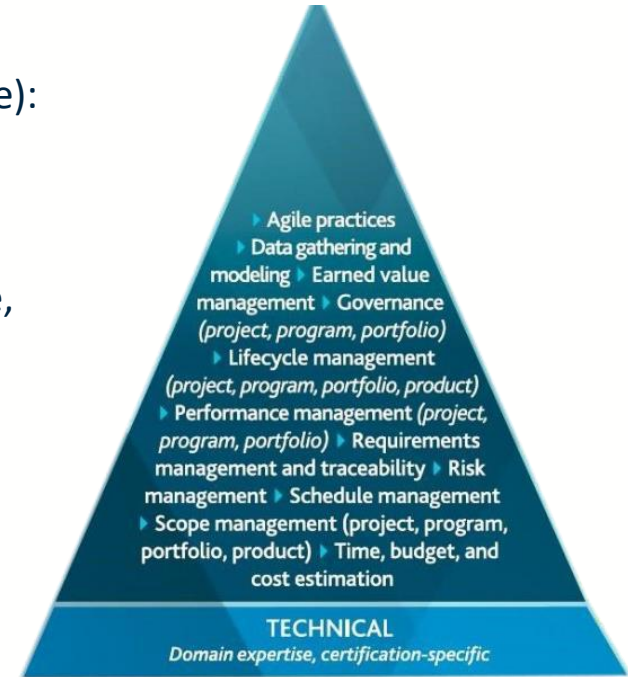 e):
e,
▸ Agile practices
▸ Data gathering and
modeling ▸ Earned value
management ▸ Governance
(project, program, portfolio)
▸ Lifecycle management
(project, program, portfolio, product)
▸ Performance management (project,
program, portfolio) ▸ Requirements
management and traceability ▸ Risk
management ▸ Schedule management
▸ Scope management (project, program,
portfolio, product) ▸ Time, budget, and
cost estimation
TECHNICAL
Domain expertise, certification-specific